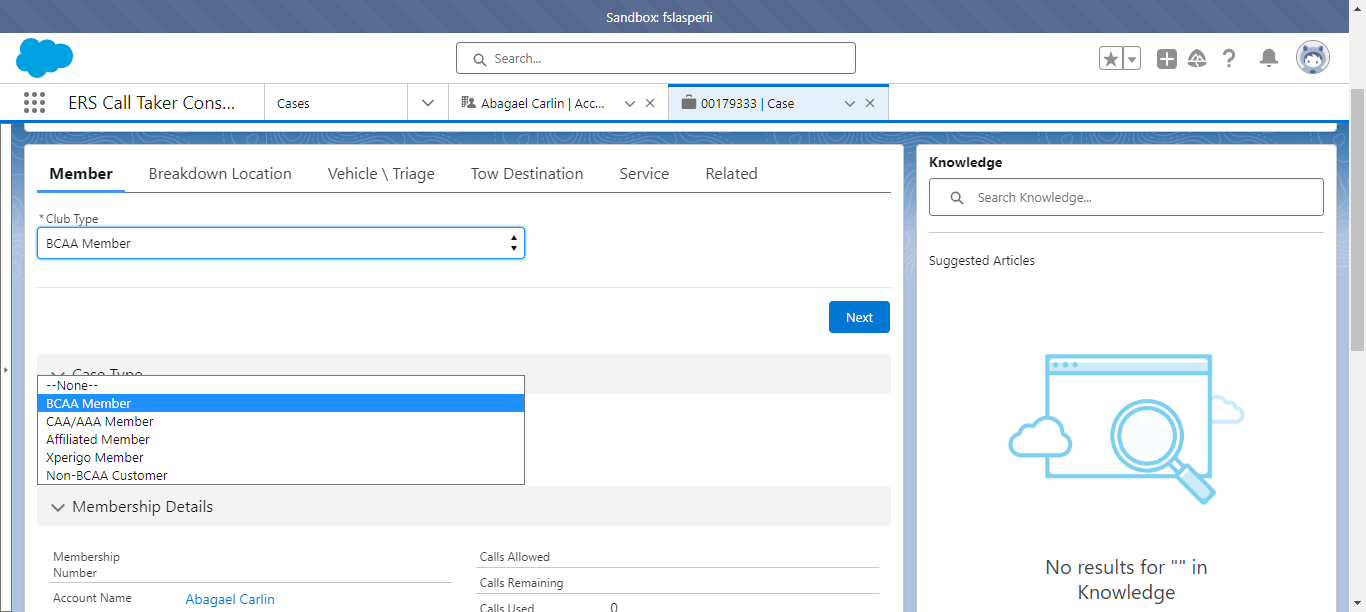 Sandbox: fslasperii
Search...
ERS Call Taker Cons...
Cases
Abagael Carlin | Acc...
00179333 | Case
Member
Breakdown Location
Vehicle \ Triage
Tow Destination
Service
Related
*Club Type
BCAA Member
Next
Case Type
--None--
BCAA Member
CAA/AAA Member
Affiliated Member
Xperigo Member
Non-BCAA Customer
Membership Details
Membership
Number
Account Name
Abagael Carlin
Calls Allowed
Calls Remaining
Calls Used
0
Knowledge
Search Knowledge...
Suggested Articles
No results for "" in
Knowledge